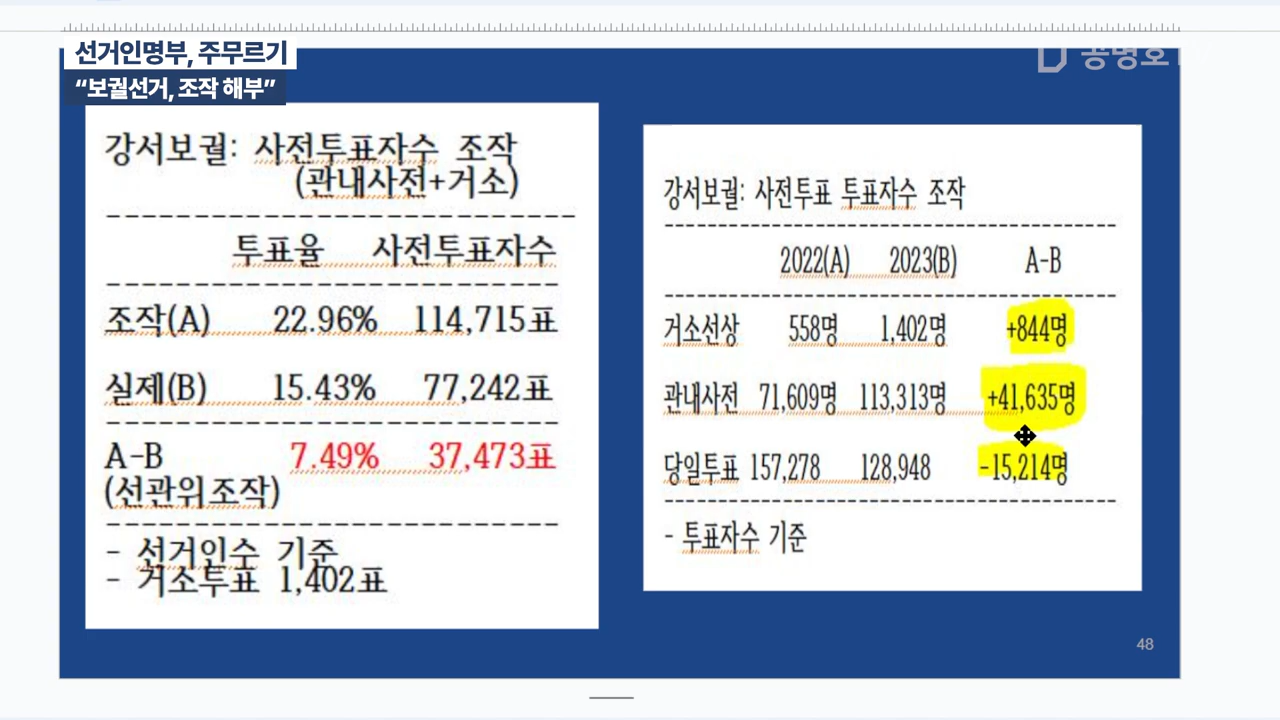 선거인명부, 주무르기
“보궐선거, 조작 해부”
공병호
강서보궐: 사전투표자수 조작
(관내사전+거소)
투표율 사전투표자수
조작(A) 22.96% 114,715표
실제(B) 15.43% 77,242표
A-B 7.49% 37,473표
(선관위조작)
- 선거인수 기준
- 거소투표 1,402표
강서보궐: 사전투표 투표자수 조작
2022(A) 2023(B) A-B
거소선상 558명 1,402명 +844명
관내사전 71,609명 113,313명 +41,635명
당일투표 157,278 128,948 -15,214명
- 투표자수 기준
48